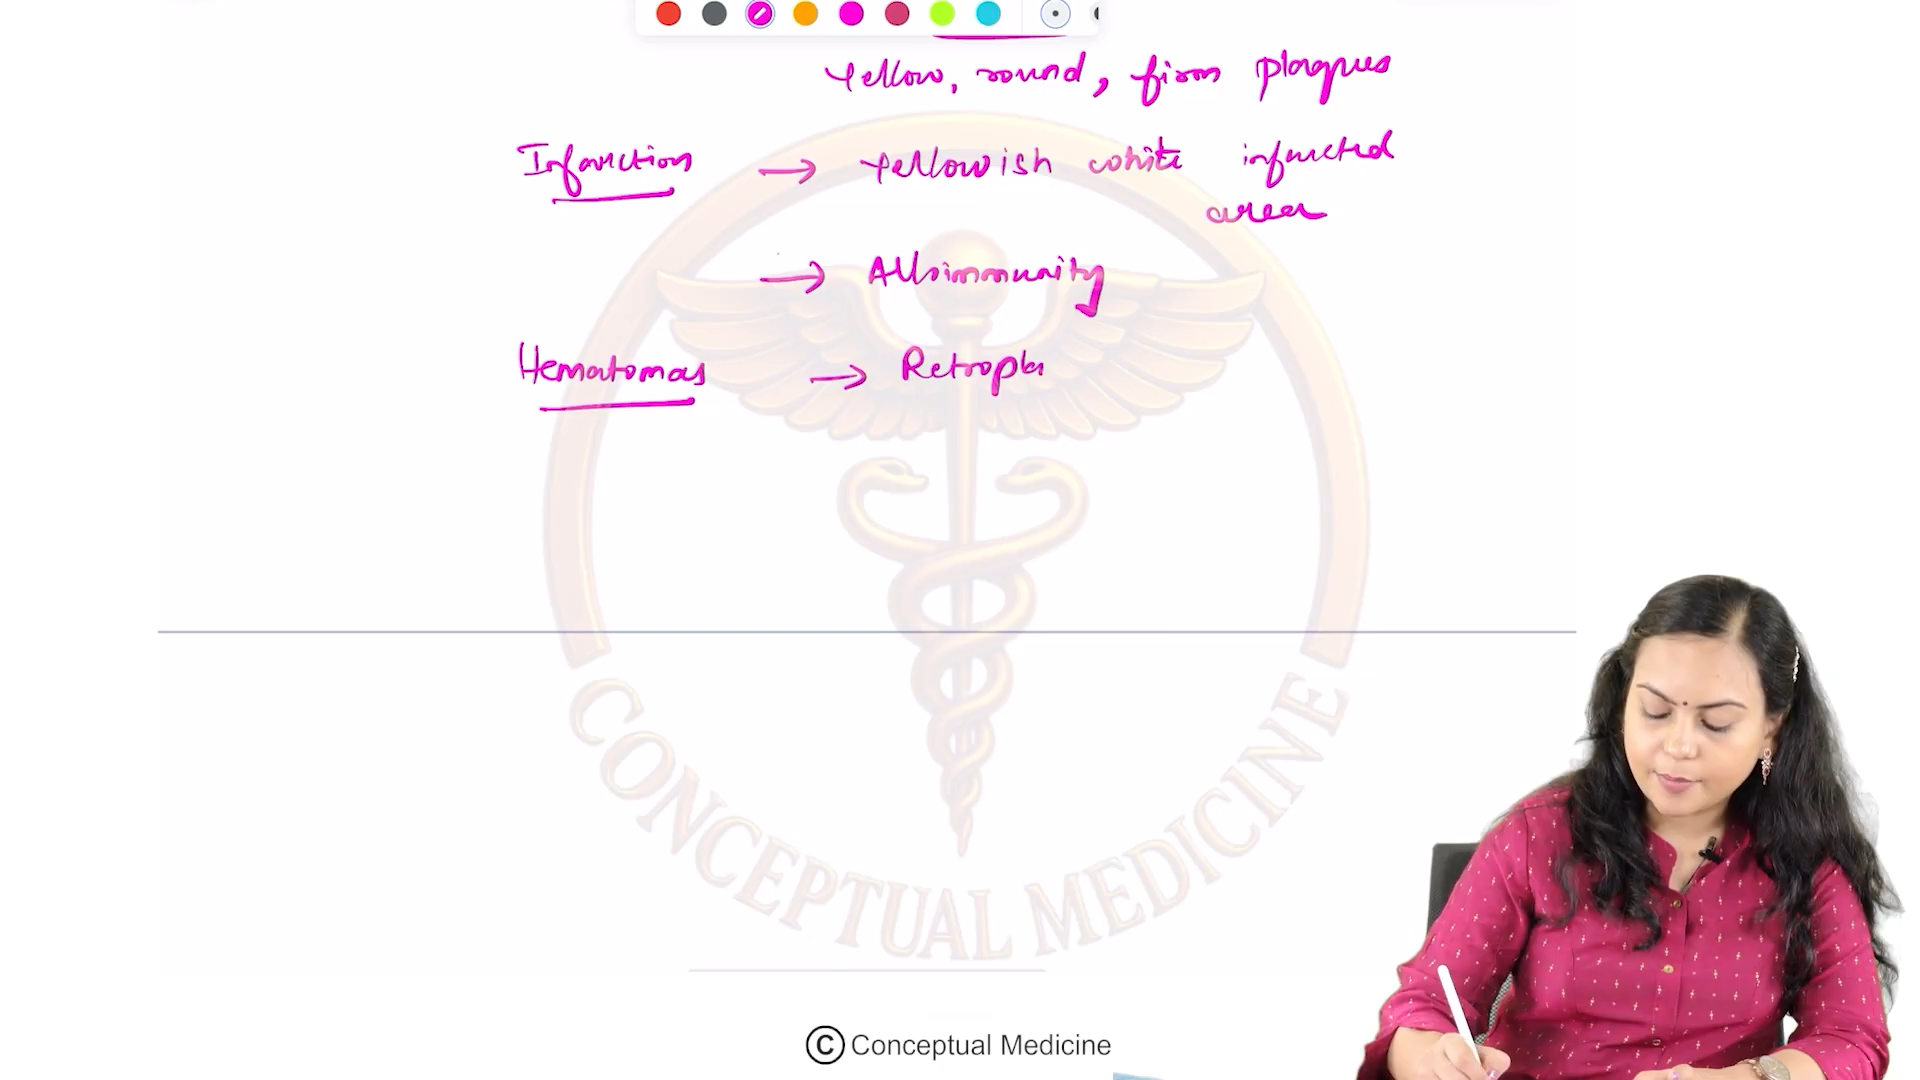 Yellow, round, firm plaques
Infarction → Yellowish white infarcted
area
→ Alloimmunity
Hematomas → Retropla
CONCEPTUAL MEDICINE
© Conceptual Medicine